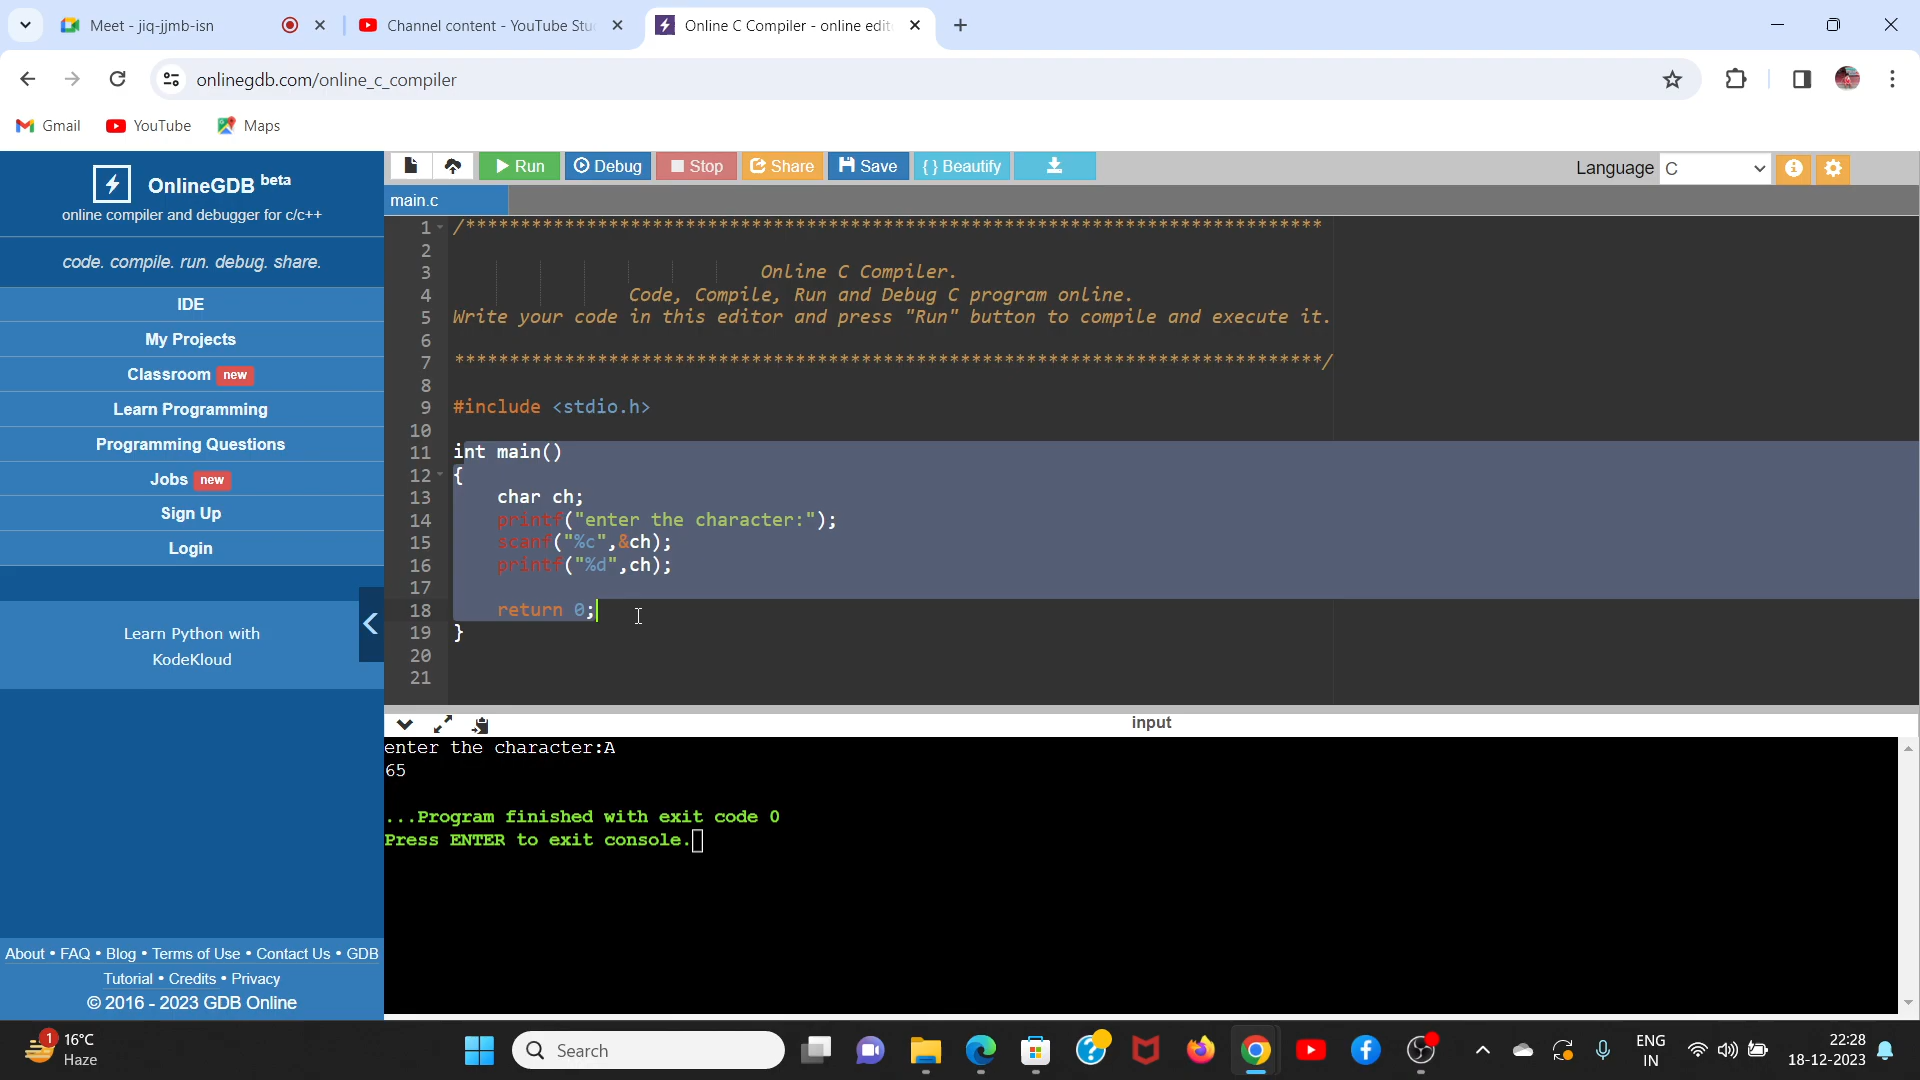 Meet - jiq-jjmb-isn
Channel content - YouTube Stu
Online C Compiler - online edit
onlinegdb.com/online_c_compiler
Gmail
YouTube
Maps
OnlineGDB beta
online compiler and debugger for c/c++
code. compile. run. debug. share.
IDE
My Projects
Classroom new
Learn Programming
Programming Questions
Jobs new
Sign Up
Login
Learn Python with
KodeKloud
About • FAQ • Blog • Terms of Use • Contact Us • GDB
Tutorial • Credits • Privacy
© 2016 - 2023 GDB Online
Run
Debug
Stop
Share
Save
{ } Beautify
Language C
main.c
1 /******************************************************************************
2
3 Online C Compiler.
4 Code, Compile, Run and Debug C program online.
5 Write your code in this editor and press "Run" button to compile and execute it.
6
7 *******************************************************************************/
8
9 #include <stdio.h>
10
11 int main()
12 {
13 char ch;
14 printf("enter the character:");
15 scanf("%c",&ch);
16 printf("%d",ch);
17
18 return 0;
19 }
20
21
input
enter the character:A
65
...Program finished with exit code 0
Press ENTER to exit console.
1
16°C
Haze
Search
ENG
IN
22:28
18-12-2023